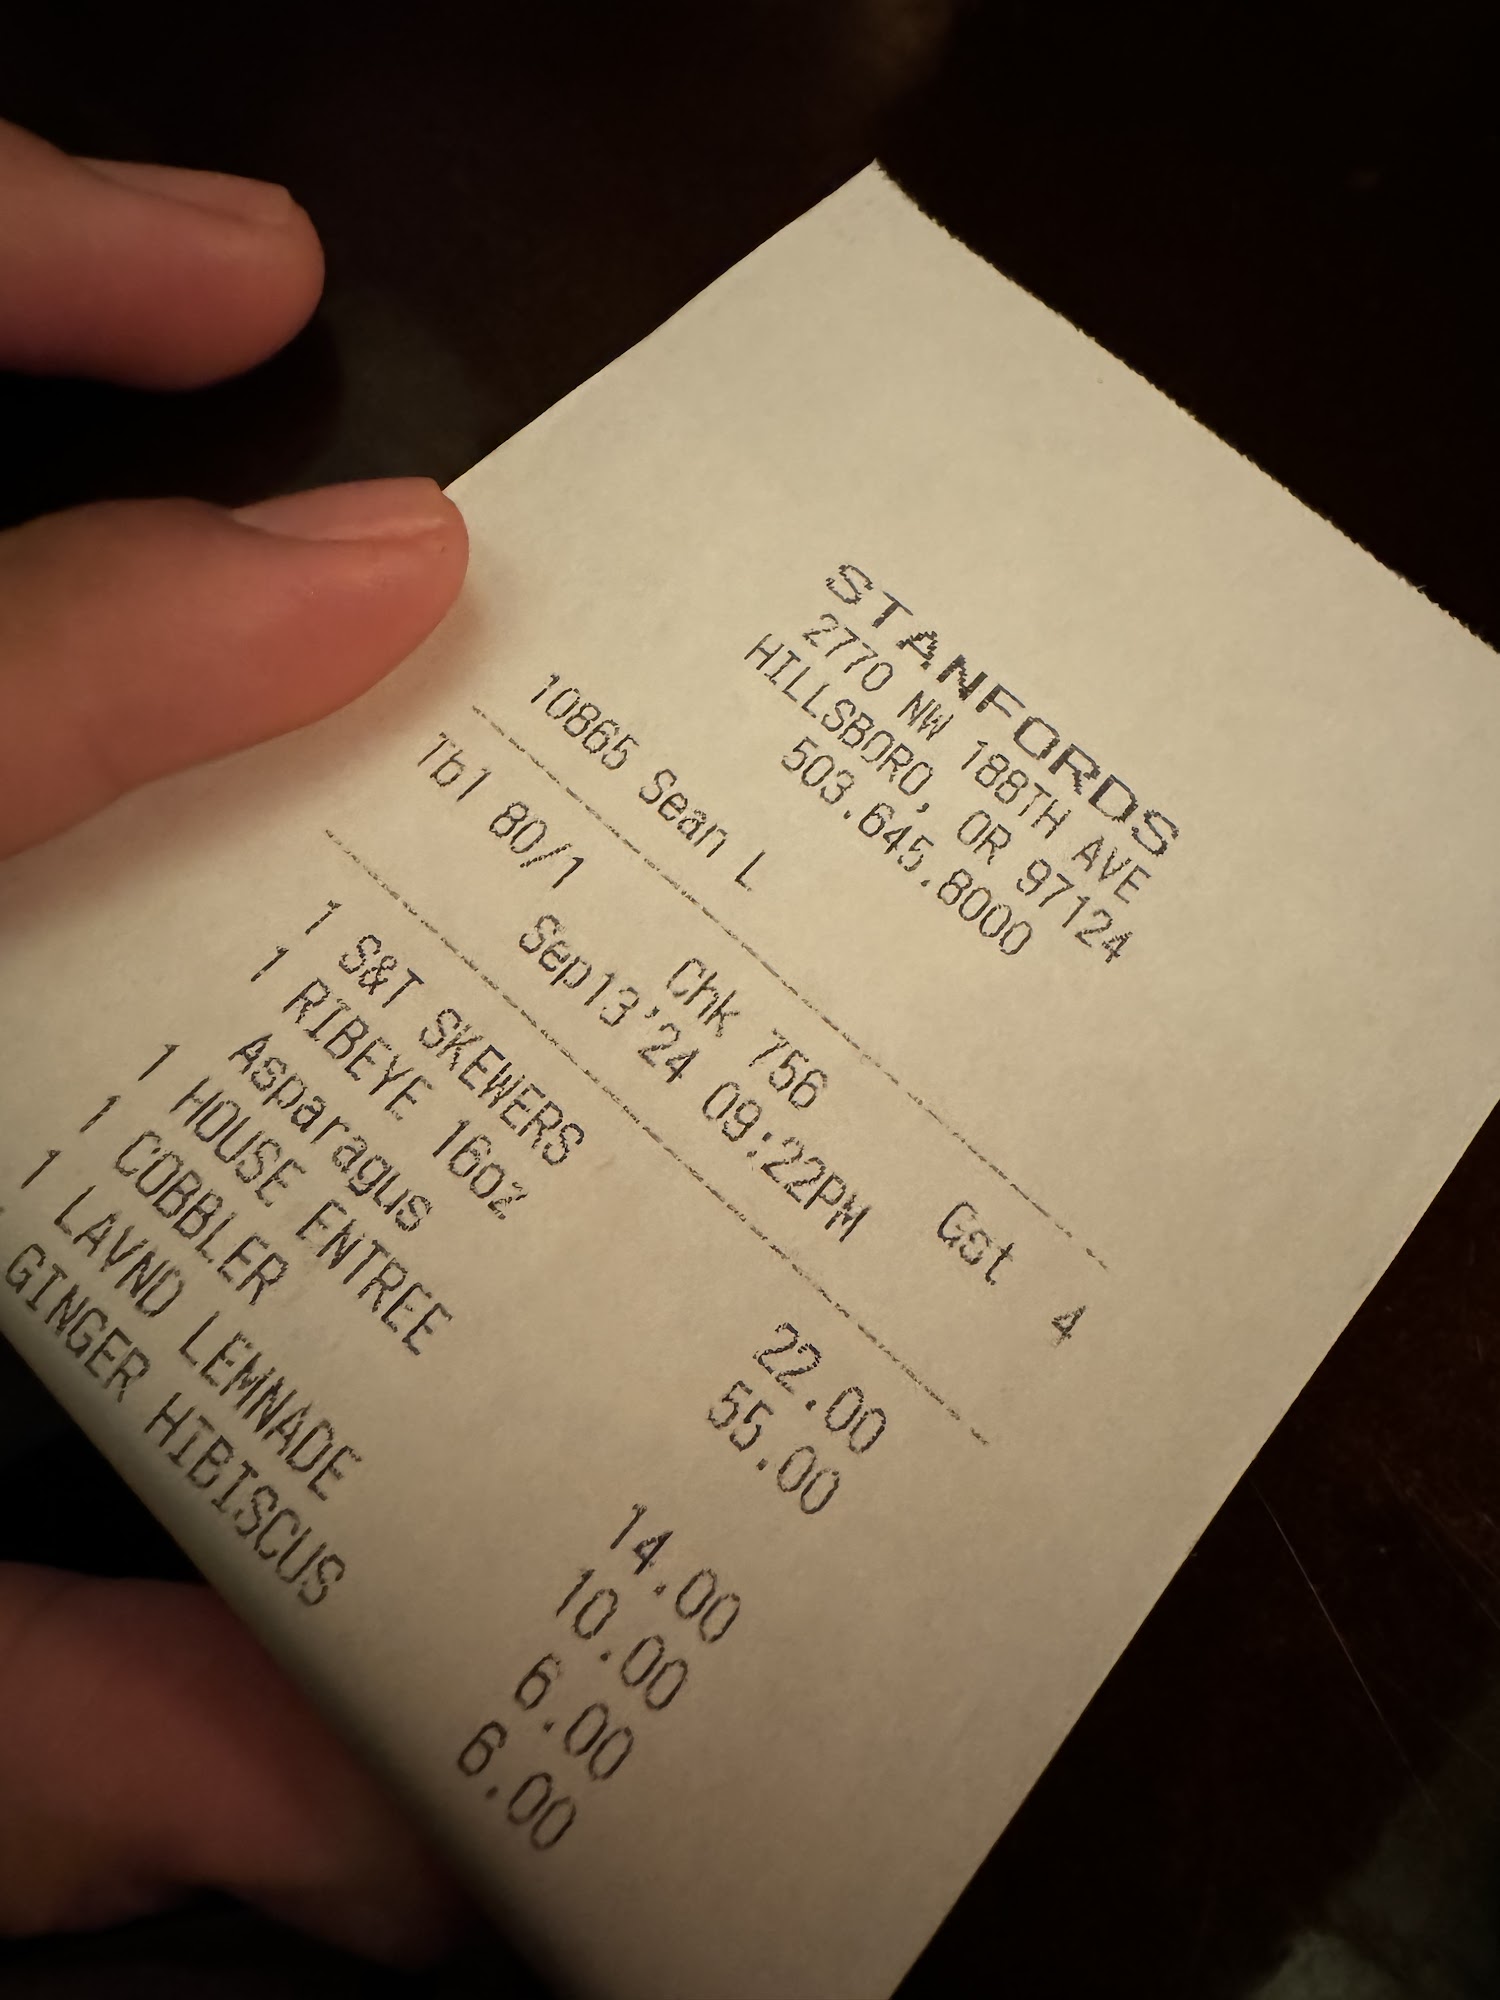 STANFORDS
2770 NW 188TH AVE
HILLSBORO, OR 97124
503.645.8000
10865 Sean L
Tbl 80/1 Chk 756 Gst 4
Sep13'24 09:22PM
1 S&T SKEWERS 22.00
1 RIBEYE 16oz 55.00
Asparagus
1 HOUSE ENTREE 14.00
1 COBBLER 10.00
1 LAVND LEMNADE 6.00
GINGER HIBISCUS 6.00